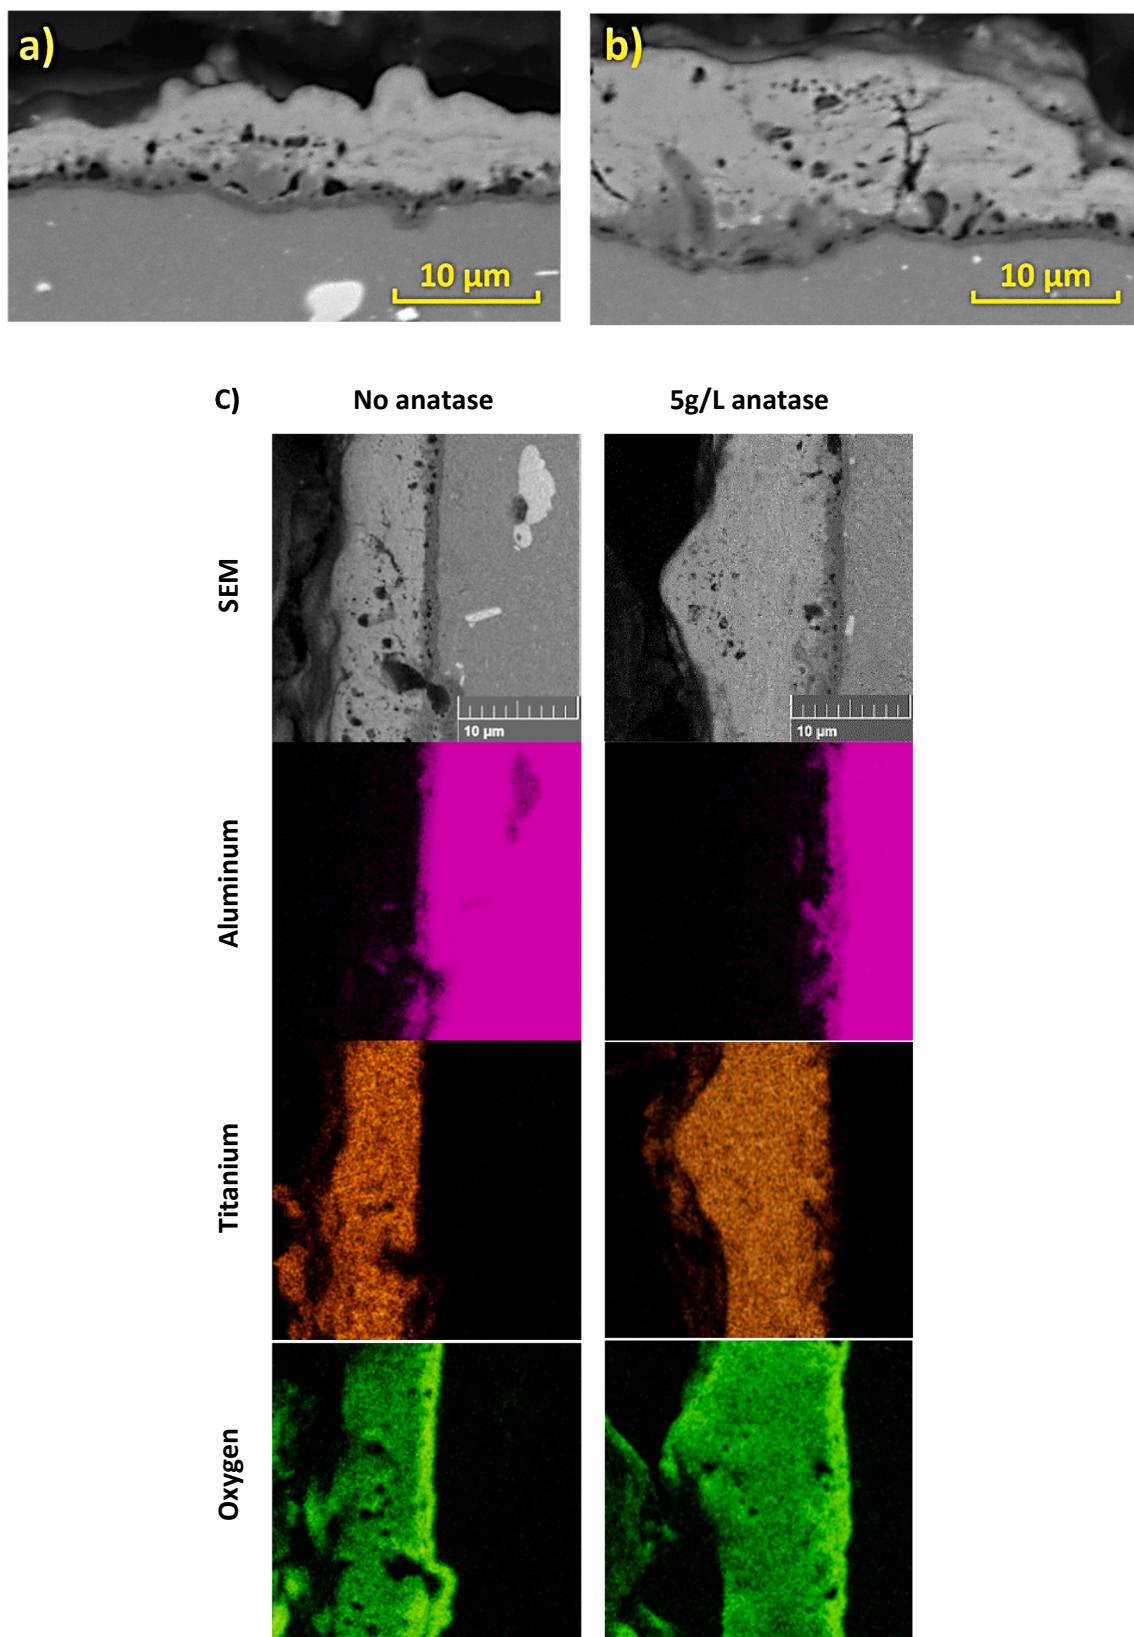 a)
b)
10 µm
10 µm
C)
No anatase
5g/L anatase
SEM
10 µm
10 µm
Aluminum
Titanium
Oxygen